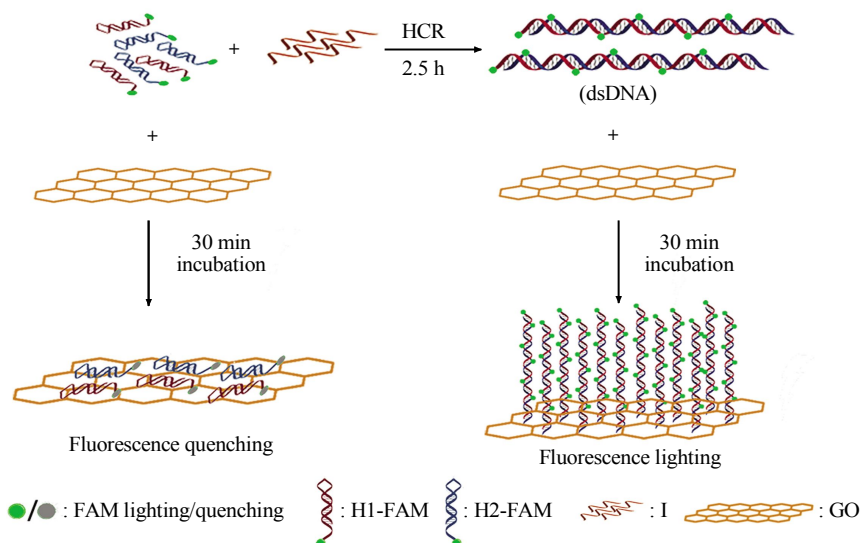 +
HCR
2.5 h
(dsDNA)
+
+
30 min
incubation
30 min
incubation
Fluorescence quenching
Fluorescence lighting
/ : FAM lighting/quenching : H1-FAM : H2-FAM : I : GO